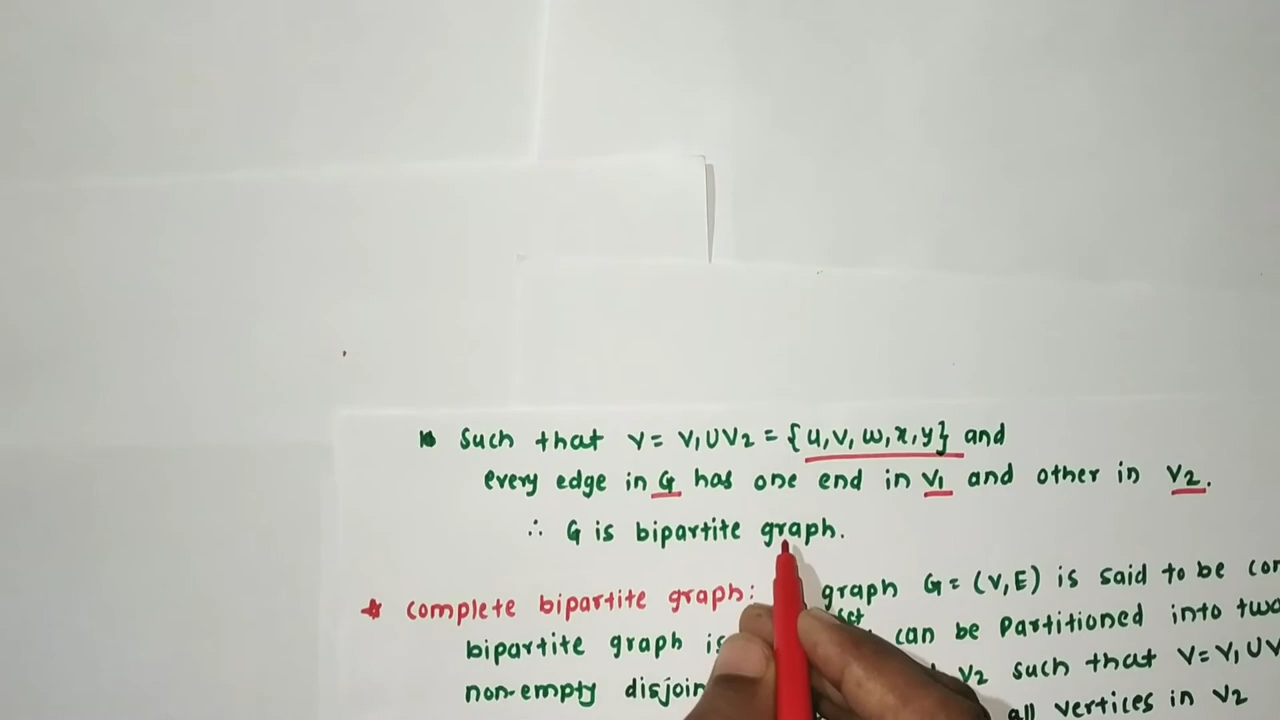 Such that V = V1 U V2 = {u, v, w, x, y} and
every edge in G has one end in V1 and other in V2.
∴ G is bipartite graph.
★ complete bipartite graph: graph G = (V, E) is said to be
bipartite graph is set can be Partitioned into two
non-empty V2 such that V = V1 U V
all vertices in V2